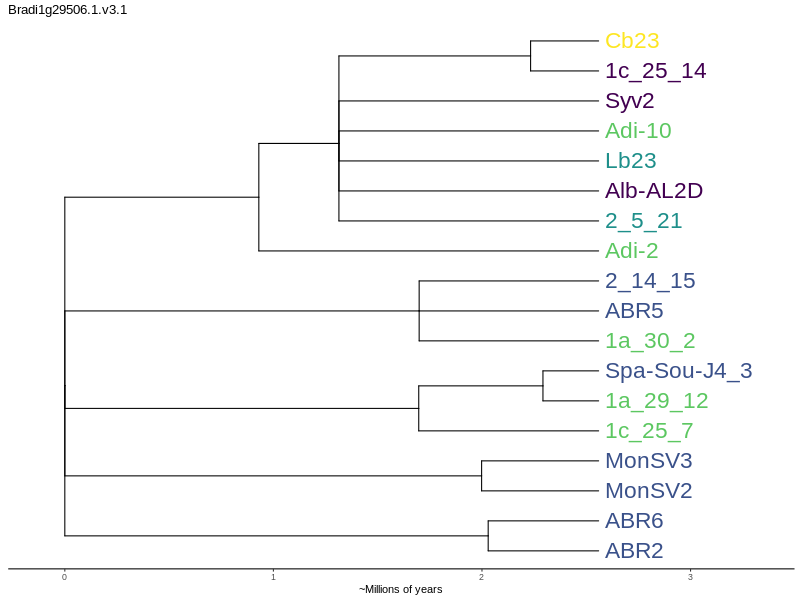 Bradi1g29506.1.v3.1
Cb23
1c_25_14
Syv2
Adi-10
Lb23
Alb-AL2D
2_5_21
Adi-2
2_14_15
ABR5
1a_30_2
Spa-Sou-J4_3
1a_29_12
1c_25_7
MonSV3
MonSV2
ABR6
ABR2
0 1 2 3
~Millions of years